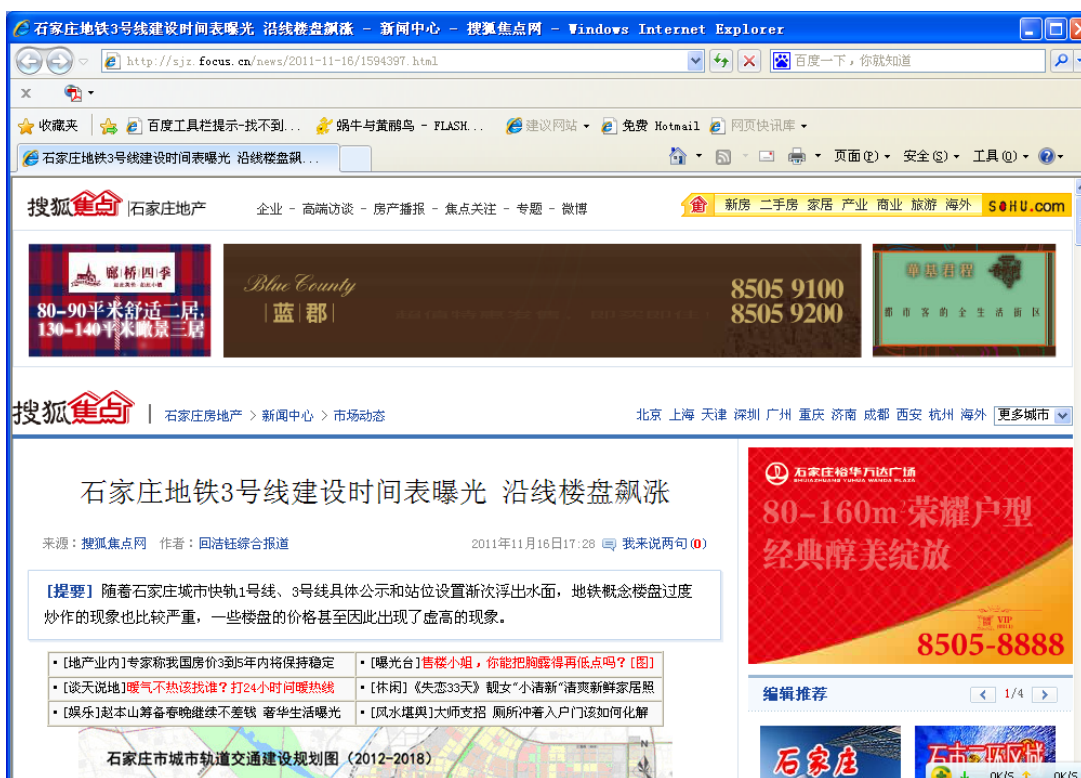 石家庄地铁3号线建设时间表曝光 沿线楼盘飙涨 - 新闻中心 - 搜狐焦点网 - Windows Internet Explorer
http://sjz.focus.cn/news/2011-11-16/1594397.html
百度一下，你就知道
x
收藏夹 百度工具栏提示-找不到... 蜗牛与黄鹂鸟 - FLASH... 建议网站 免费 Hotmail 网页快讯库
石家庄地铁3号线建设时间表曝光 沿线楼盘飙... 页面(P) 安全(S) 工具(O)
搜狐焦点 |石家庄地产 企业 - 高端访谈 - 房产播报 - 焦点关注 - 专题 - 微博 新房 二手房 家居 产业 商业 旅游 海外 SOHU.com
廊桥四季
80-90平米舒适二居,
130-140平米瞰景三居
Blue County
|蓝|郡|
8505 9100
8505 9200
華基君程
都市客的全生活街区
搜狐焦点 | 石家庄房地产 > 新闻中心 > 市场动态 北京 上海 天津 深圳 广州 重庆 济南 成都 西安 杭州 海外 更多城市
石家庄地铁3号线建设时间表曝光 沿线楼盘飙涨
来源：搜狐焦点网 作者：回洁钰综合报道 2011年11月16日17:28 我来说两句(0)
[提要] 随着石家庄城市快轨1号线、3号线具体公示和站位设置渐次浮出水面，地铁概念楼盘过度
炒作的现象也比较严重，一些楼盘的价格甚至因此出现了虚高的现象。
▪ [地产业内]专家称我国房价3到5年内将保持稳定 ▪ [曝光台]售楼小姐，你能把胸露得再低点吗？[图]
▪ [谈天说地]暖气不热该找谁？打24小时问暖热线 ▪ [休闲]《失恋33天》靓女“小清新”清爽新鲜家居照
▪ [娱乐]赵本山筹备春晚继续不差钱 奢华生活曝光 ▪ [风水堪舆]大师支招 厕所冲着入户门该如何化解
石家庄市城市轨道交通建设规划图（2012-2018）
N
石家庄裕华万达广场
SHIJIAZHUANG YUHUA WANDA PLAZA
80-160m²荣耀户型
经典醇美绽放
VIP
8505-8888
编辑推荐 < 1/4 >
石家庄
石市二环区域
0K/S 0K/S